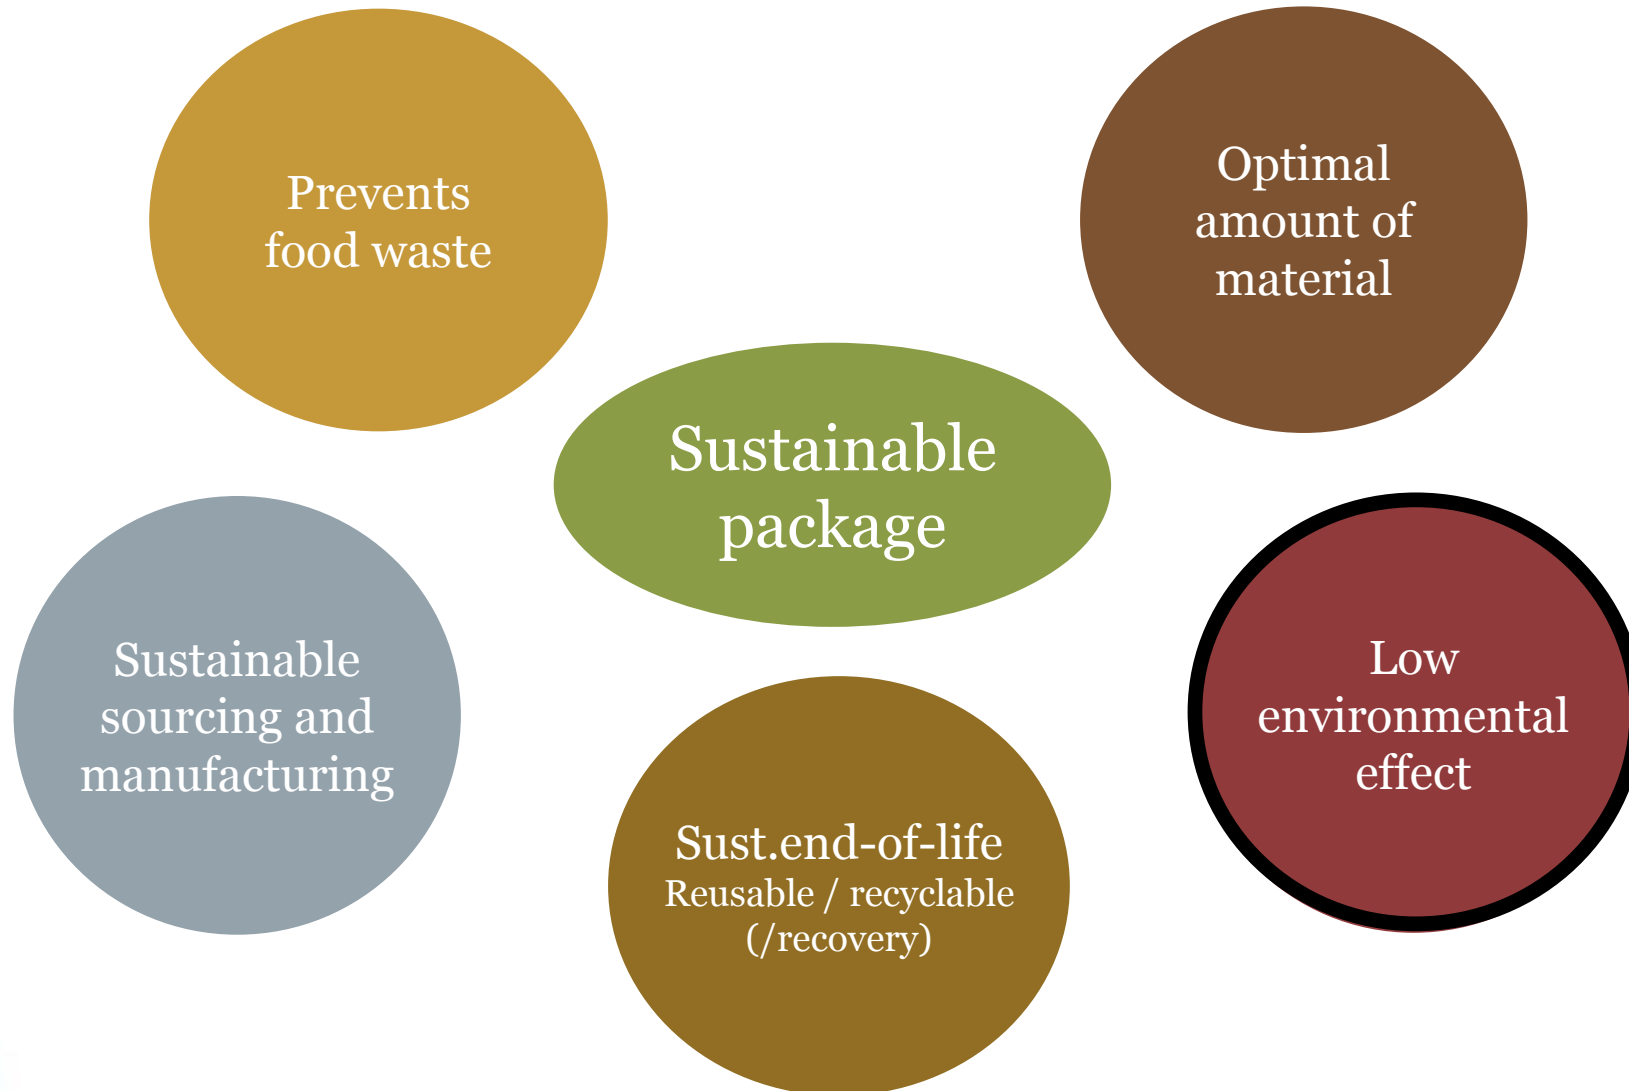 Prevents
food waste
Optimal
amount of
material
Sustainable
package
Sustainable
sourcing and
manufacturing
Low
environmental
effect
Sust.end-of-life
Reusable / recyclable
(/recovery)